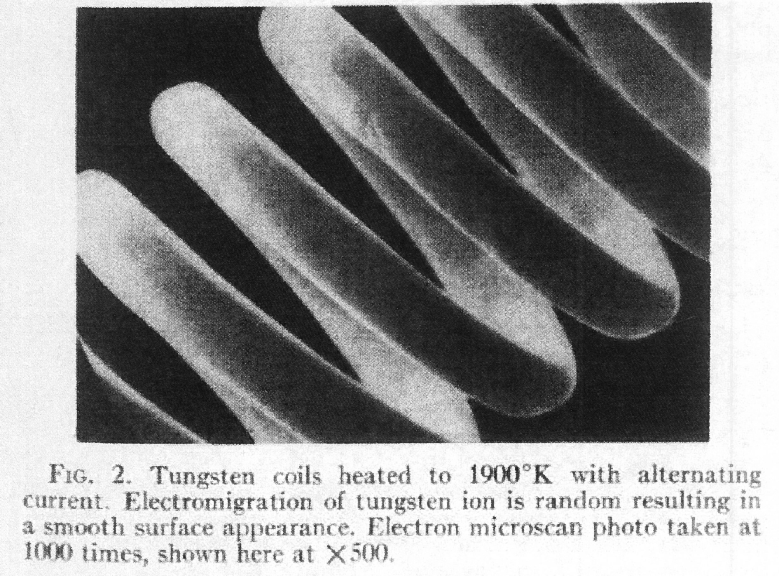 FIG. 2. Tungsten coils heated to 1900°K with alternating
current. Electromigration of tungsten ion is random resulting in
a smooth surface appearance. Electron microscan photo taken at
1000 times, shown here at ×500.